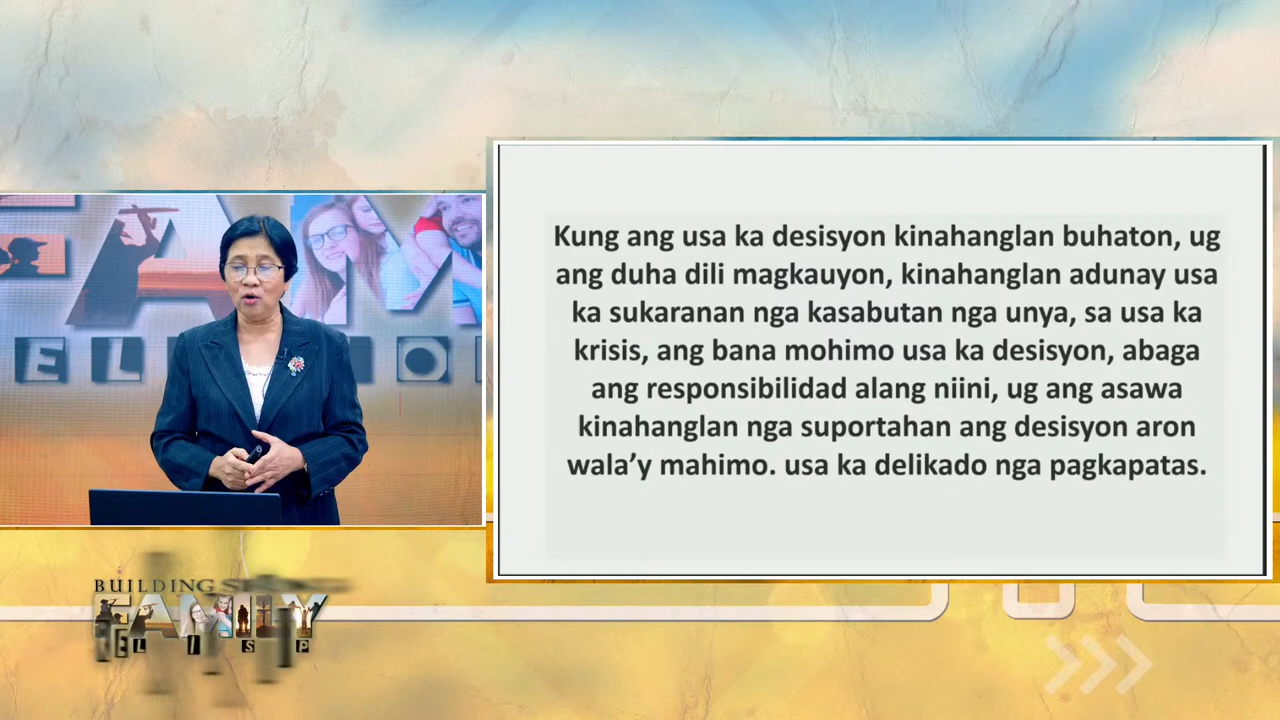 Kung ang usa ka desisyon kinahanglan buhaton, ug
ang duha dili magkauyon, kinahanglan adunay usa
ka sukaranan nga kasabutan nga unya, sa usa ka
krisis, ang bana mohimo usa ka desisyon, abaga
ang responsibilidad alang niini, ug ang asawa
kinahanglan nga suportahan ang desisyon aron
wala’y mahimo. usa ka delikado nga pagkapatas.
BUILDING
FAMILY